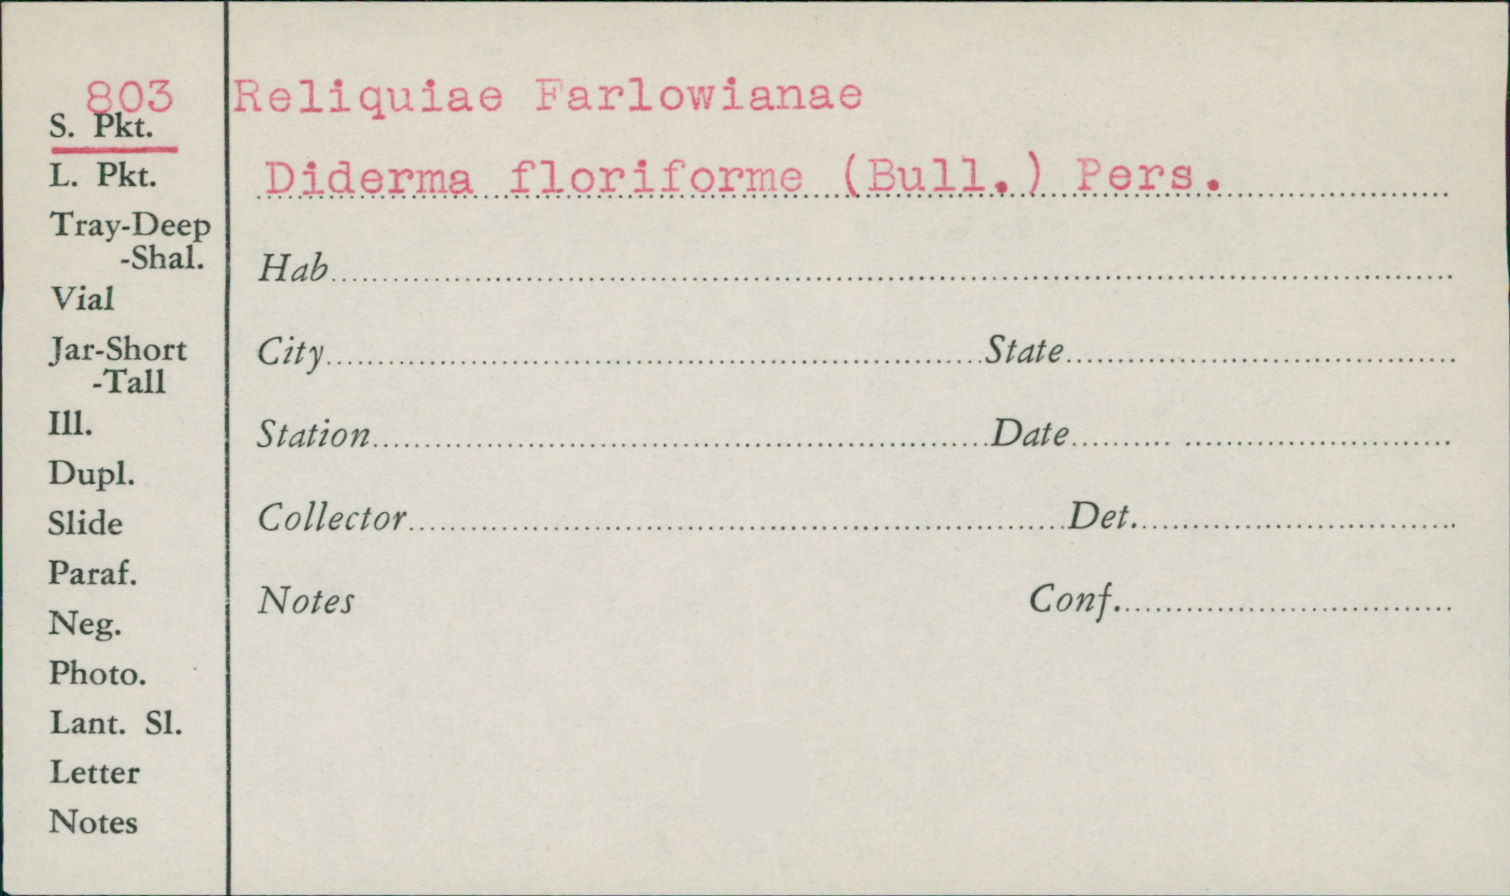 803 Reliquiae Farlowianae
S. Pkt.
L. Pkt.
Tray-Deep
-Shal.
Vial
Jar-Short
-Tall
Ill.
Dupl.
Slide
Paraf.
Neg.
Photo.
Lant. Sl.
Letter
Notes
Diderma floriforme (Bull.) Pers.
Hab
City State
Station Date
Collector Det.
Notes Conf.